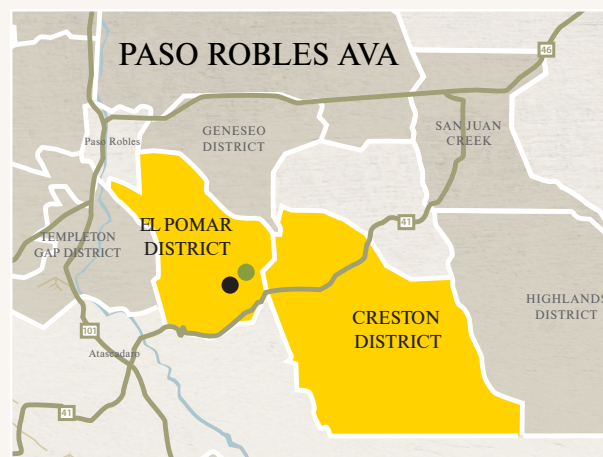 PASO ROBLES AVA
46
Paso Robles
GENESEO
DISTRICT
SAN JUAN
CREEK
EL POMAR
DISTRICT
41
TEMPLETON
GAP DISTRICT
HIGHLANDS
DISTRICT
CRESTON
DISTRICT
101
Atascadaro
41